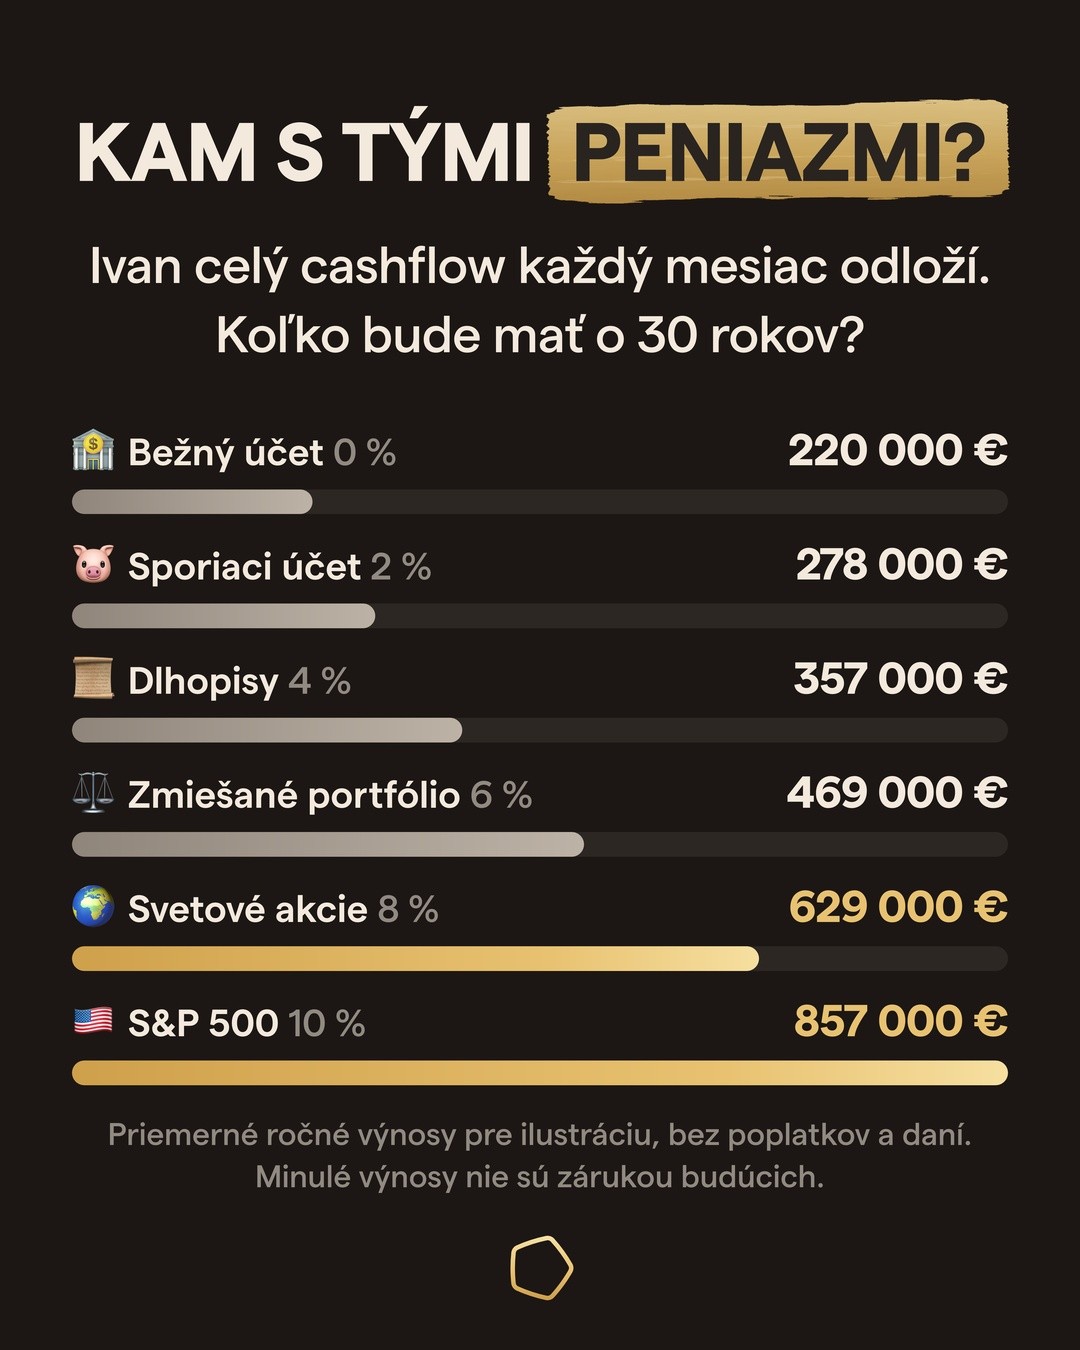 KAM S TÝMI PENIAZMI?
Ivan celý cashflow každý mesiac odloží.
Koľko bude mať o 30 rokov?
Bežný účet 0 % 220 000 €
Sporiaci účet 2 % 278 000 €
Dlhopisy 4 % 357 000 €
Zmiešané portfólio 6 % 469 000 €
Svetové akcie 8 % 629 000 €
S&P 500 10 % 857 000 €
Priemerné ročné výnosy pre ilustráciu, bez poplatkov a daní.
Minulé výnosy nie sú zárukou budúcich.